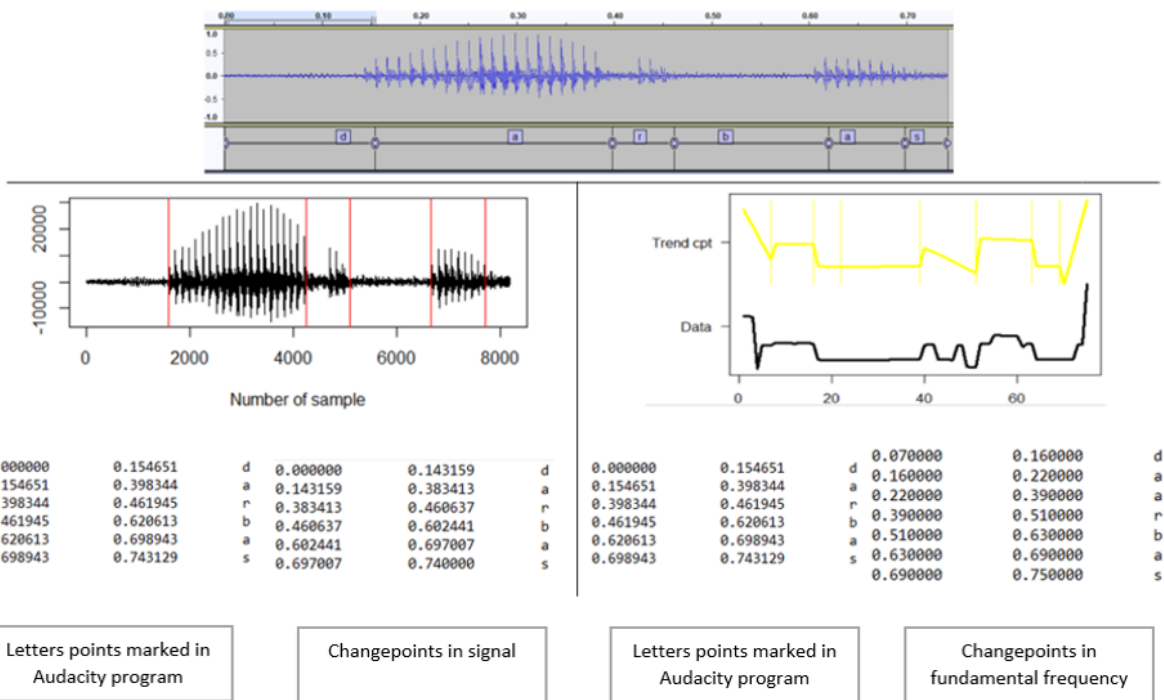 0.00 0.10 0.20 0.30 0.40 0.50 0.60 0.70
1.0
0.5
0.0
-0.5
-1.0
d a r b a s
20000
-10000
0 2000 4000 6000 8000
Number of sample
Trend cpt
Data
0 20 40 60
000000 0.154651 d
154651 0.398344 a
398344 0.461945 r
461945 0.620613 b
620613 0.698943 a
698943 0.743129 s
0.000000 0.143159 d
0.143159 0.383413 a
0.383413 0.460637 r
0.460637 0.602441 b
0.602441 0.697007 a
0.697007 0.740000 s
0.000000 0.154651 d
0.154651 0.398344 a
0.398344 0.461945 r
0.461945 0.620613 b
0.620613 0.698943 a
0.698943 0.743129 s
0.070000 0.160000 d
0.160000 0.220000 a
0.220000 0.390000 a
0.390000 0.510000 r
0.510000 0.630000 b
0.630000 0.690000 a
0.690000 0.750000 s
Letters points marked in
Audacity program
Changepoints in signal
Letters points marked in
Audacity program
Changepoints in
fundamental frequency